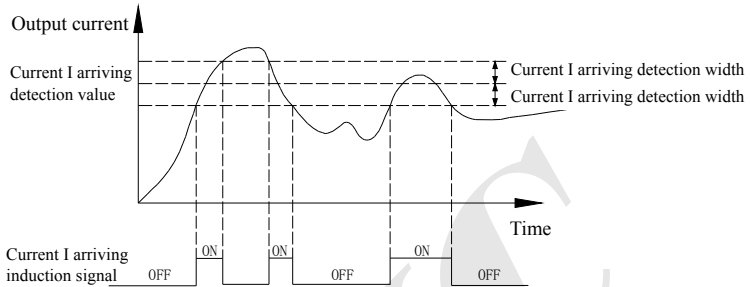 Output current
Current I arriving
detection value
Current I arriving detection width
Current I arriving detection width
Time
Current I arriving
induction signal
OFF
ON
ON
OFF
ON
OFF